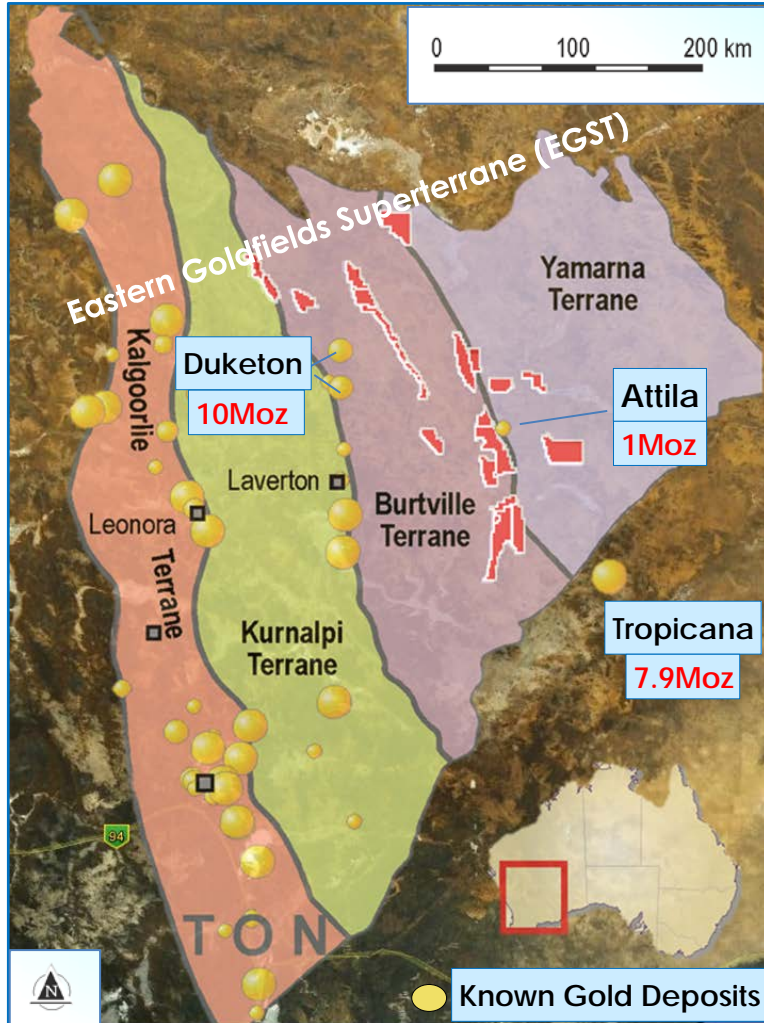 0 100 200 km
Eastern Goldfields Superterrane (EGST)
Yamarna
Terrane
Kalgoorlie
Terrane
Duketon
10Moz
Attila
1Moz
Laverton
Burtville
Terrane
Leonora
Kurnalpi
Terrane
Tropicana
7.9Moz
94
TON
N
Known Gold Deposits